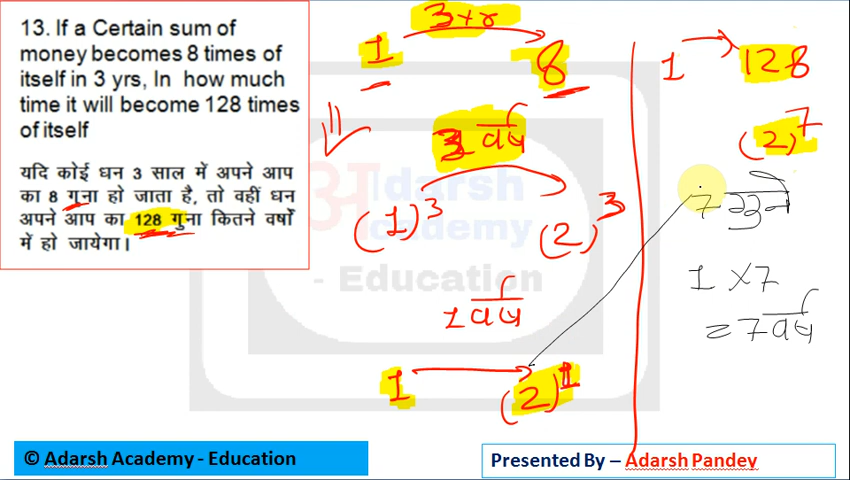 13. If a Certain sum of
money becomes 8 times of
itself in 3 yrs, In how much
time it will become 128 times
of itself
यदि कोई धन 3 साल में अपने आप
का 8 गुना हो जाता है, तो वहीं धन
अपने आप का 128 गुना कितने वर्षो
में हो जायेगा।
3yr
1 8
3 वर्ष
(1)³ (2)³
1 वर्ष
1 (2)¹
1 128
(2)⁷
7 गुने
1 × 7
= 7 वर्ष
अ
Adarsh
Academy
- Education
© Adarsh Academy - Education
Presented By – Adarsh Pandey